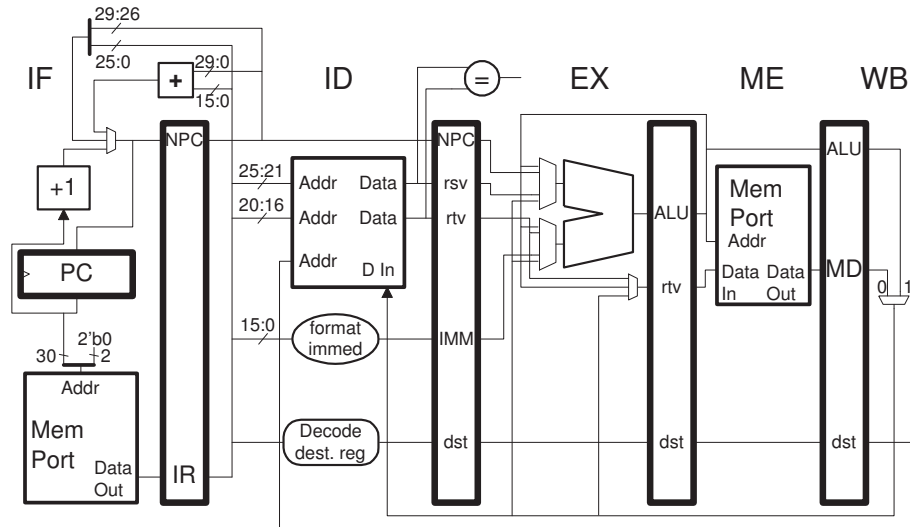 29:26
25:0
29:0
15:0
+
=
IF
ID
EX
ME
WB
NPC
NPC
ALU
+1
25:21
20:16
Addr
Data
rsv
Addr
Data
rtv
Addr
D In
ALU
Mem
Port
Addr
Data
In
Data
Out
MD
0
1
PC
rtv
15:0
format
immed
IMM
30
2'b0
2
Addr
Mem
Port
Data
Out
IR
Decode
dest. reg
dst
dst
dst